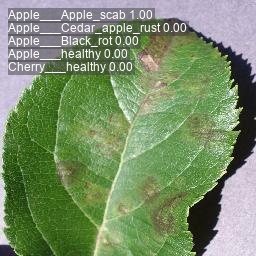 Apple___Apple_scab 1.00
Apple___Cedar_apple_rust 0.00
Apple___Black_rot 0.00
Apple___healthy 0.00
Cherry___healthy 0.00